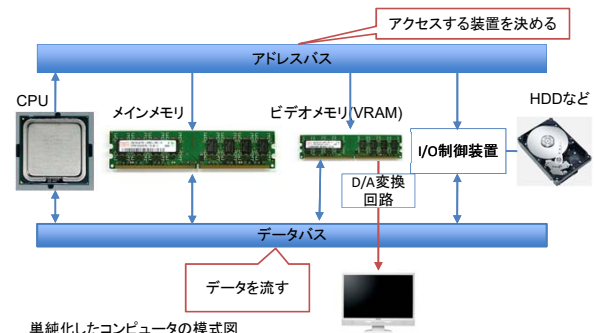 アクセスする装置を決める
アドレスバス
CPU
メインメモリ
ビデオメモリ(VRAM)
HDDなど
I/O制御装置
D/A変換
回路
データバス
データを流す
単純化したコンピュータの模式図